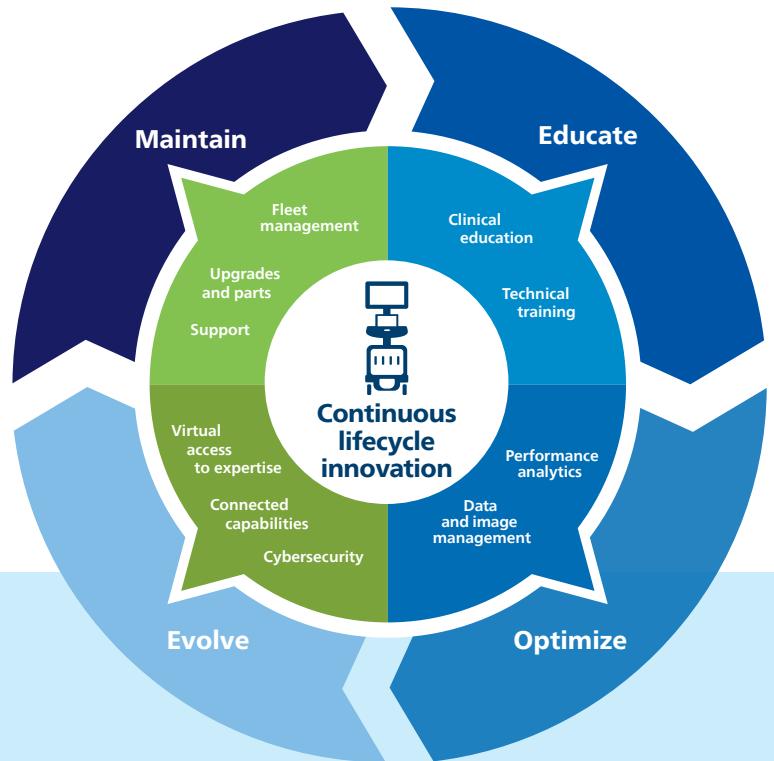 Maintain
Educate
Fleet
management
Upgrades
and parts
Support
Clinical
education
Technical
training
Continuous
lifecycle
innovation
Virtual
access
to expertise
Connected
capabilities
Cybersecurity
Performance
analytics
Data
and image
management
Evolve
Optimize